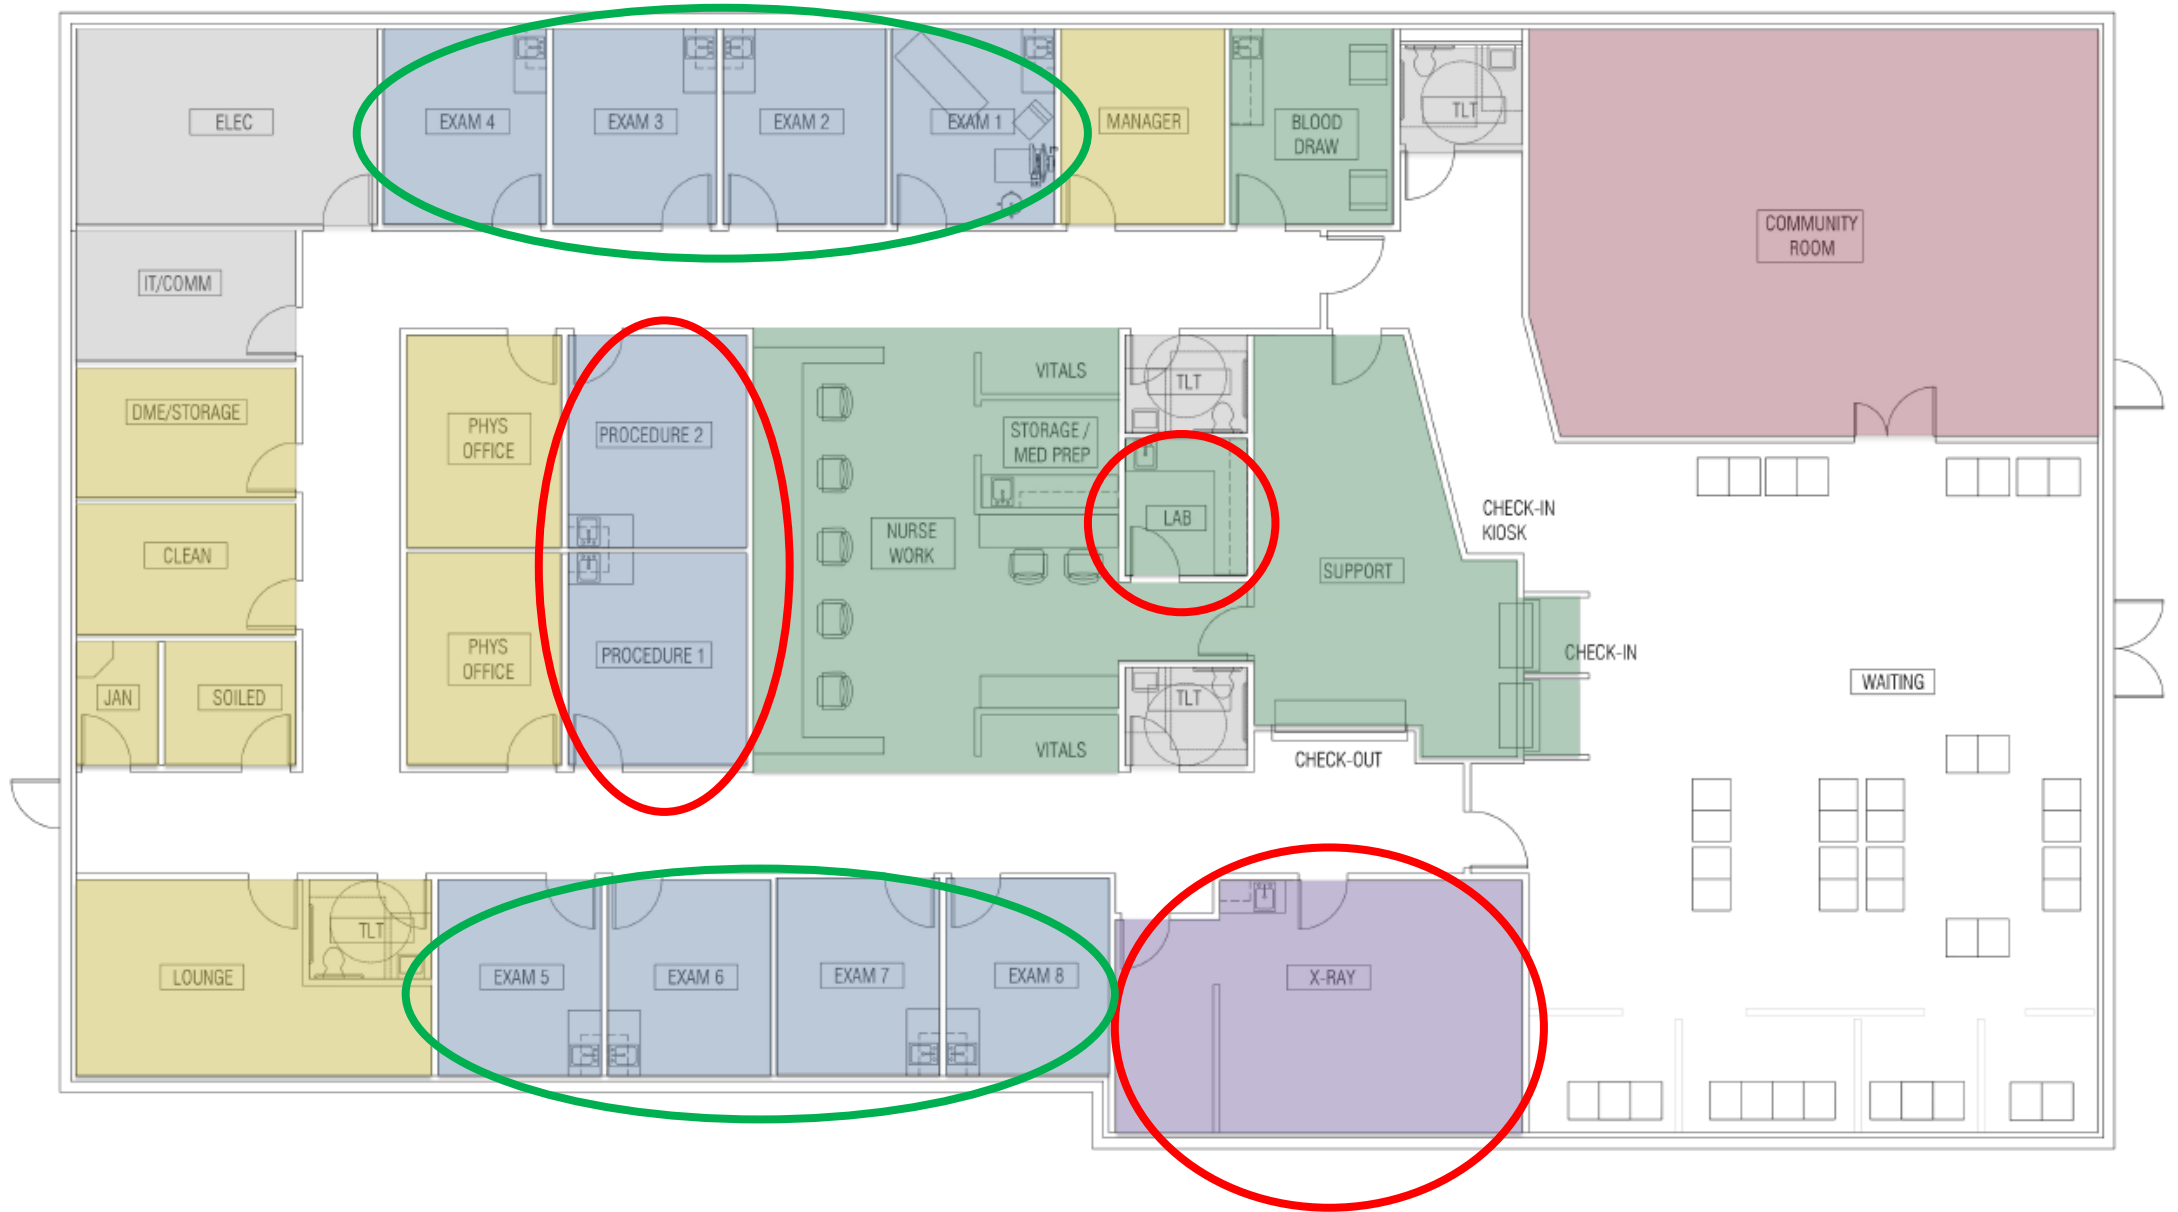 ELEC
EXAM 4
EXAM 3
EXAM 2
EXAM 1
MANAGER
BLOOD
DRAW
TLT
COMMUNITY
ROOM
IT/COMM
DME/STORAGE
PHYS
OFFICE
PROCEDURE 2
VITALS
STORAGE /
MED PREP
TLT
LAB
CHECK-IN
KIOSK
CLEAN
NURSE
WORK
SUPPORT
JAN
SOILED
PHYS
OFFICE
PROCEDURE 1
VITALS
TLT
CHECK-OUT
CHECK-IN
WAITING
LOUNGE
TLT
EXAM 5
EXAM 6
EXAM 7
EXAM 8
X-RAY